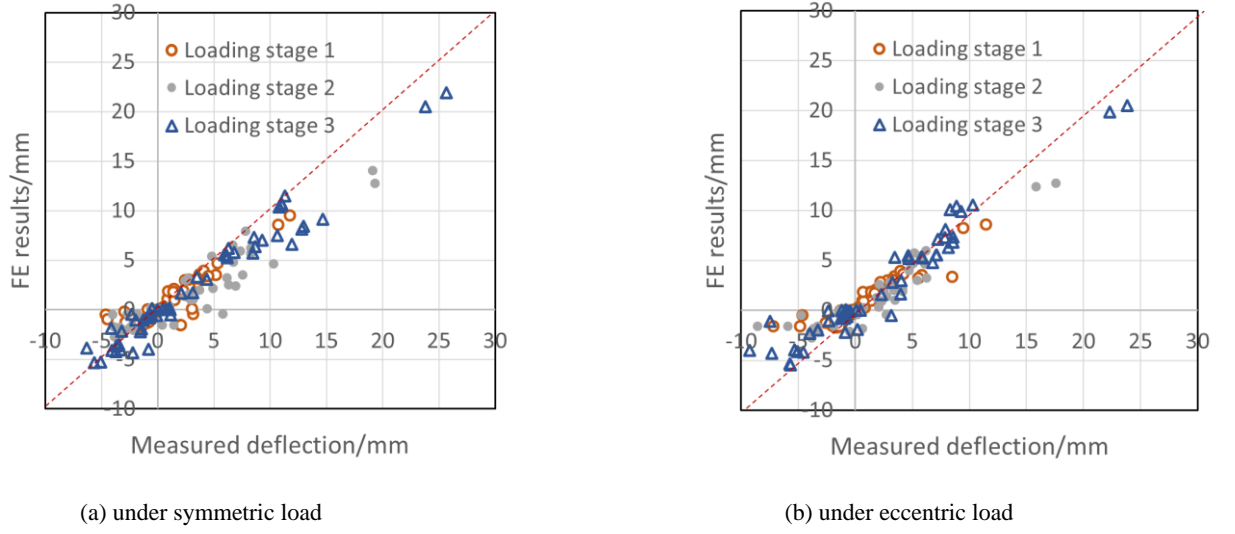 30
Loading stage 1
25
Loading stage 2
20
Loading stage 3
15
10
5
0
-10 -5 0 5 10 15 20 25 30
-5
-10
FE results/mm
Measured deflection/mm
(a) under symmetric load
30
Loading stage 1
25
Loading stage 2
20
Loading stage 3
15
10
5
0
-10 -5 0 5 10 15 20 25 30
-5
-10
FE results/mm
Measured deflection/mm
(b) under eccentric load